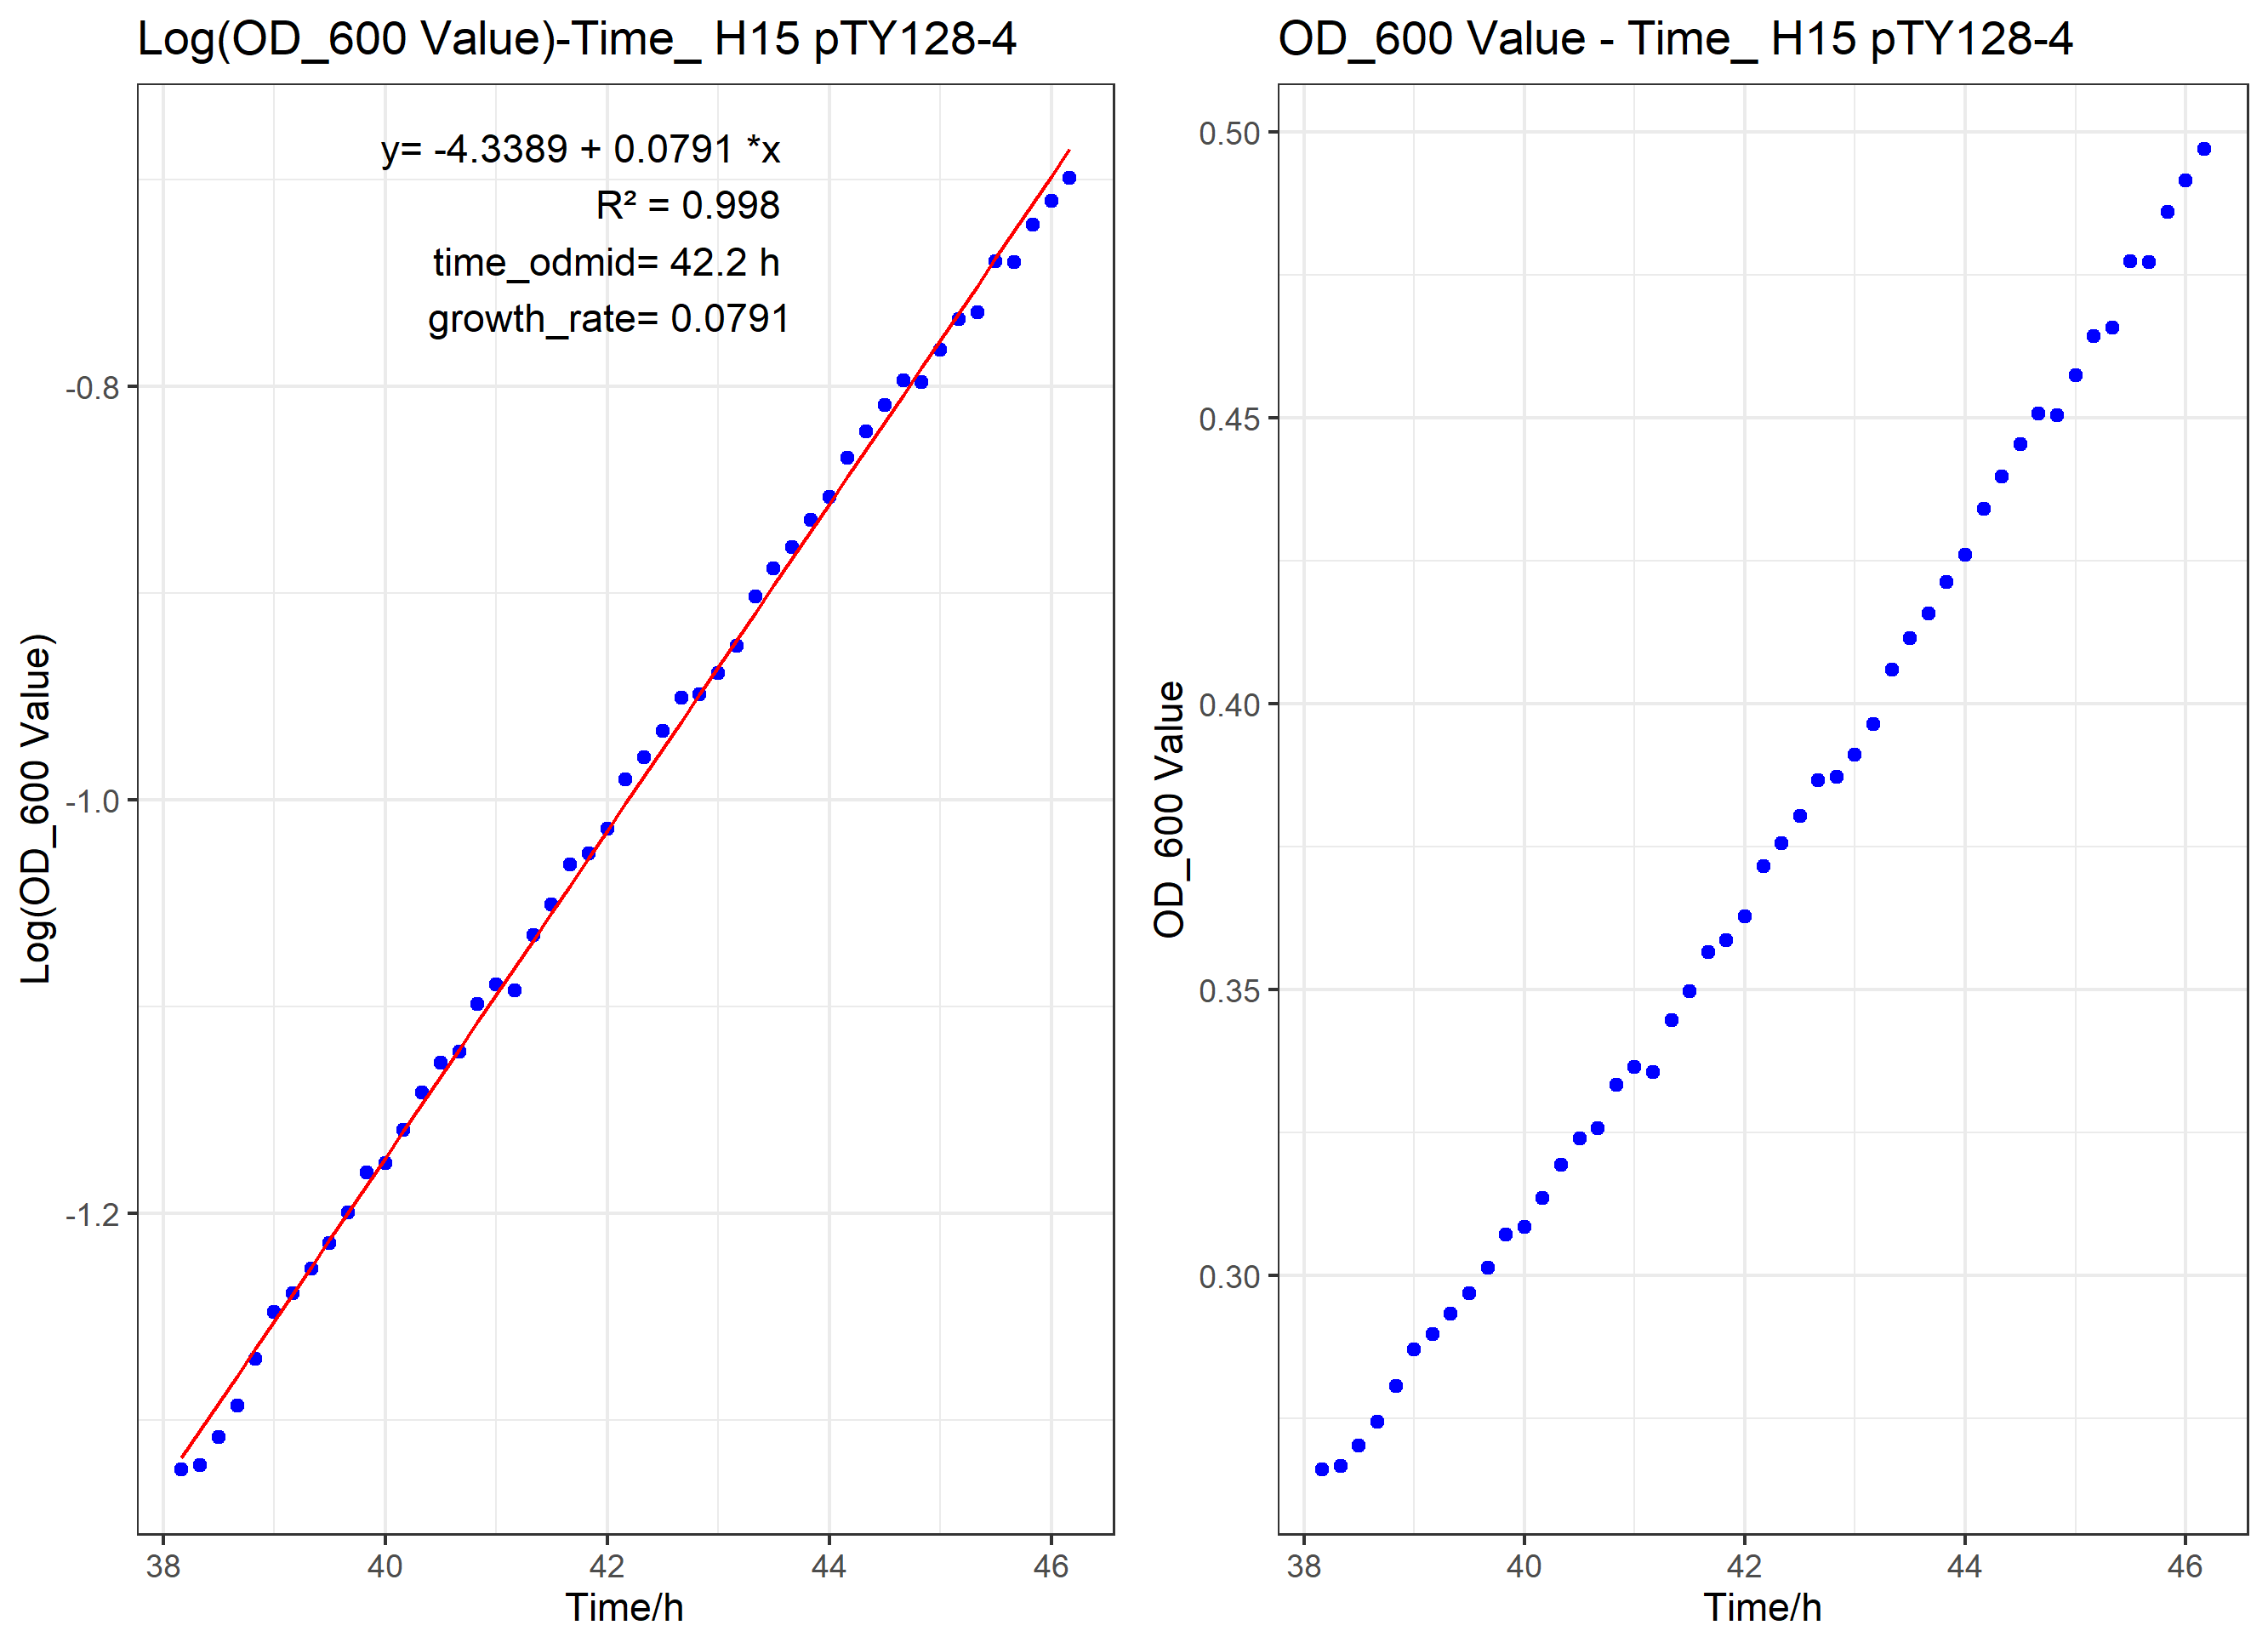 Log(OD_600 Value)-Time_ H15 pTY128-4
y= -4.3389 + 0.0791 *x
R² = 0.998
time_odmid= 42.2 h
growth_rate= 0.0791
Log(OD_600 Value)
-0.8
-1.0
-1.2
38 40 42 44 46
Time/h
OD_600 Value - Time_ H15 pTY128-4
OD_600 Value
0.50
0.45
0.40
0.35
0.30
38 40 42 44 46
Time/h